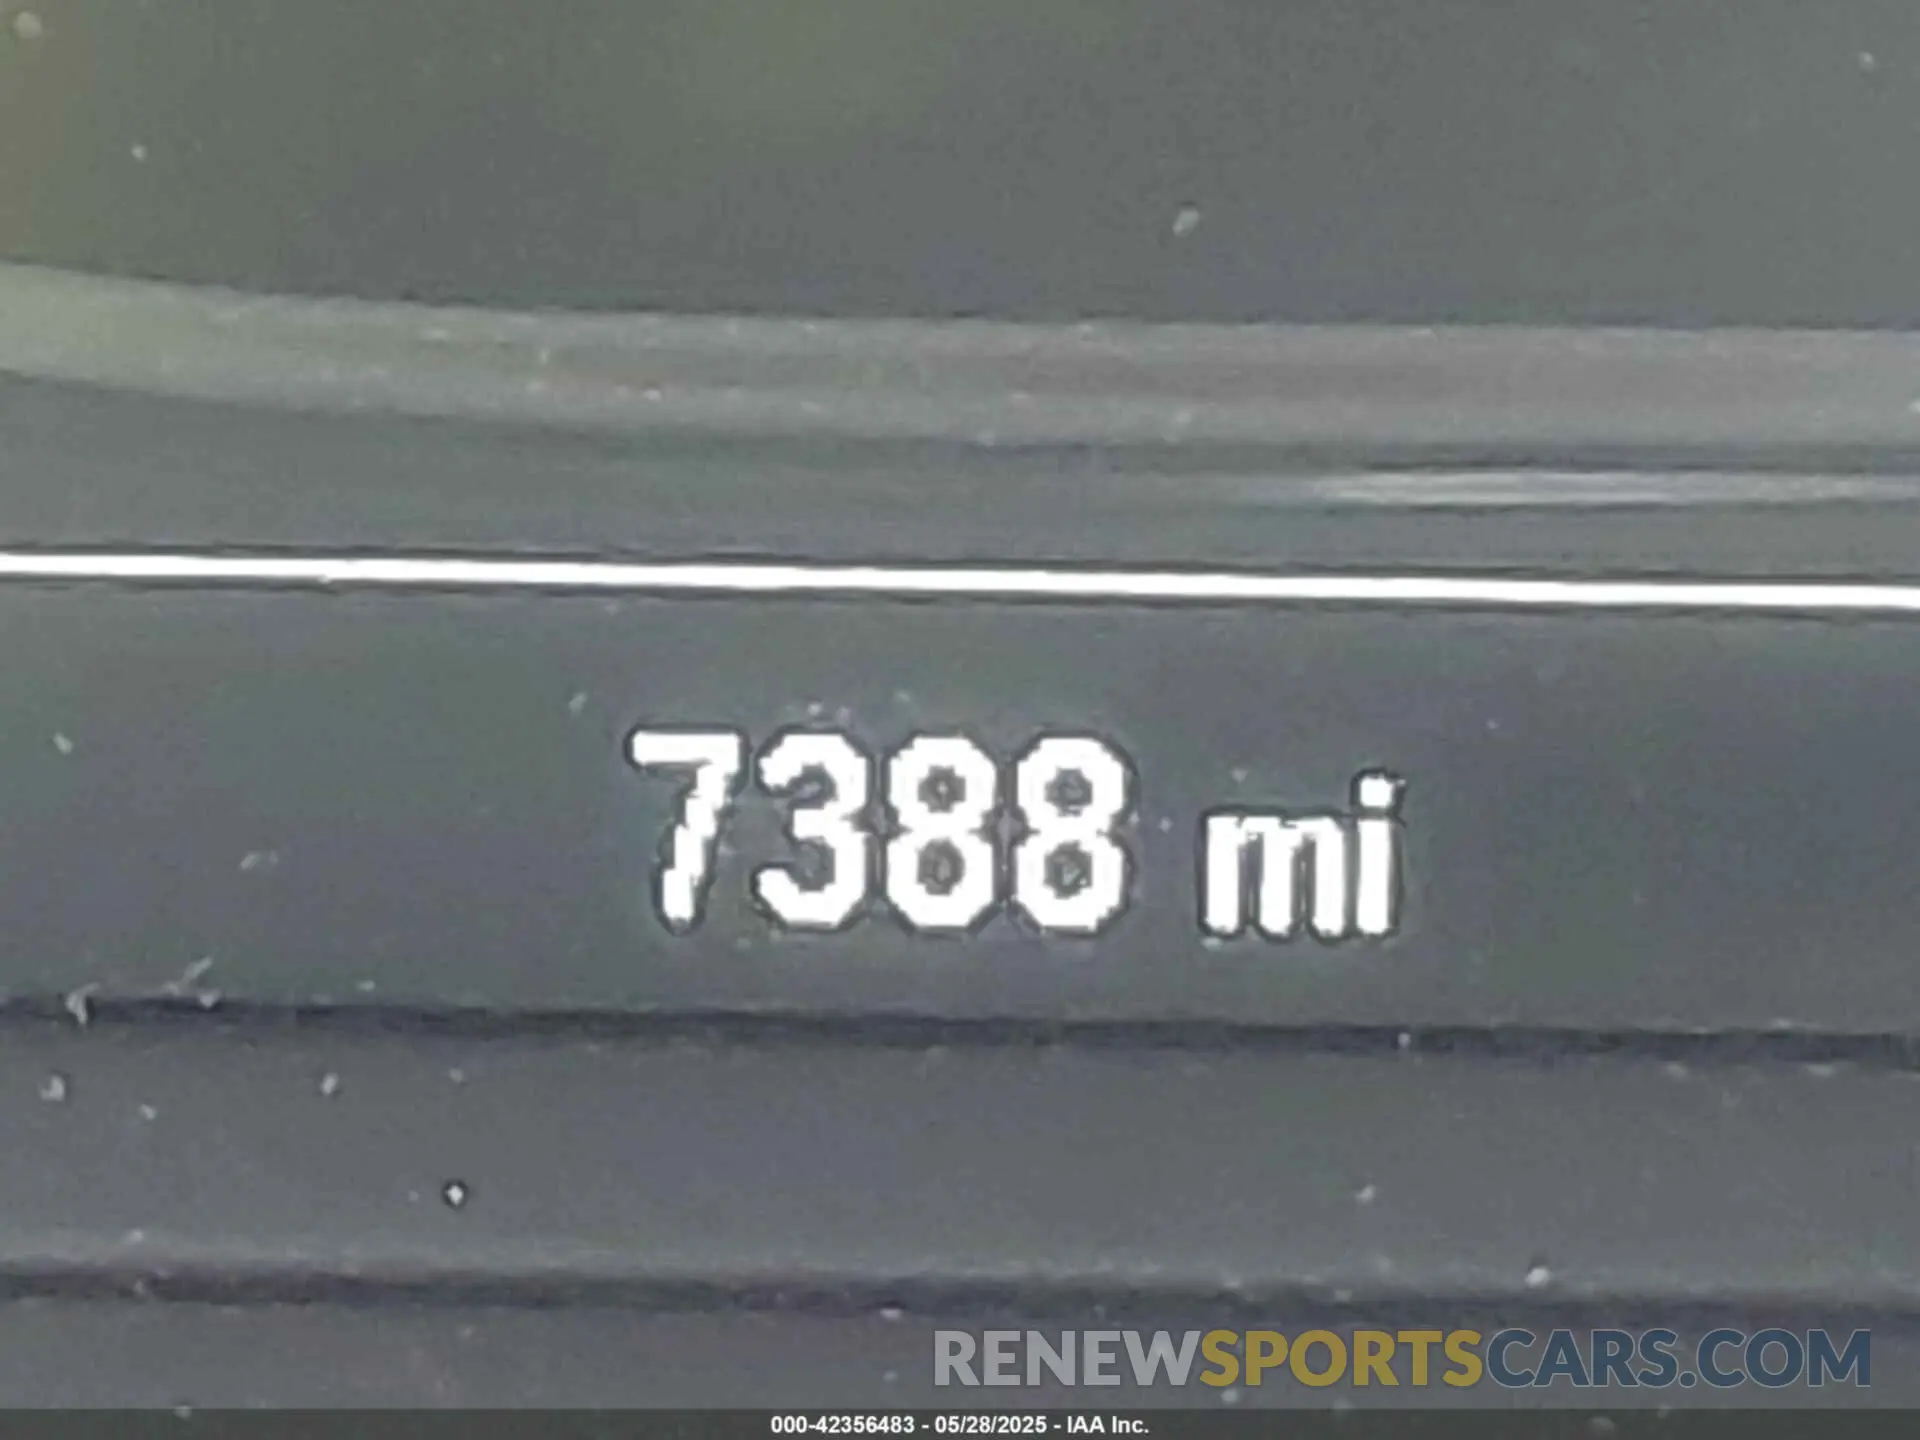 7388 mi
RENEWSPORTSCARS.COM
000-42356483 - 05/28/2025 - IAA Inc.